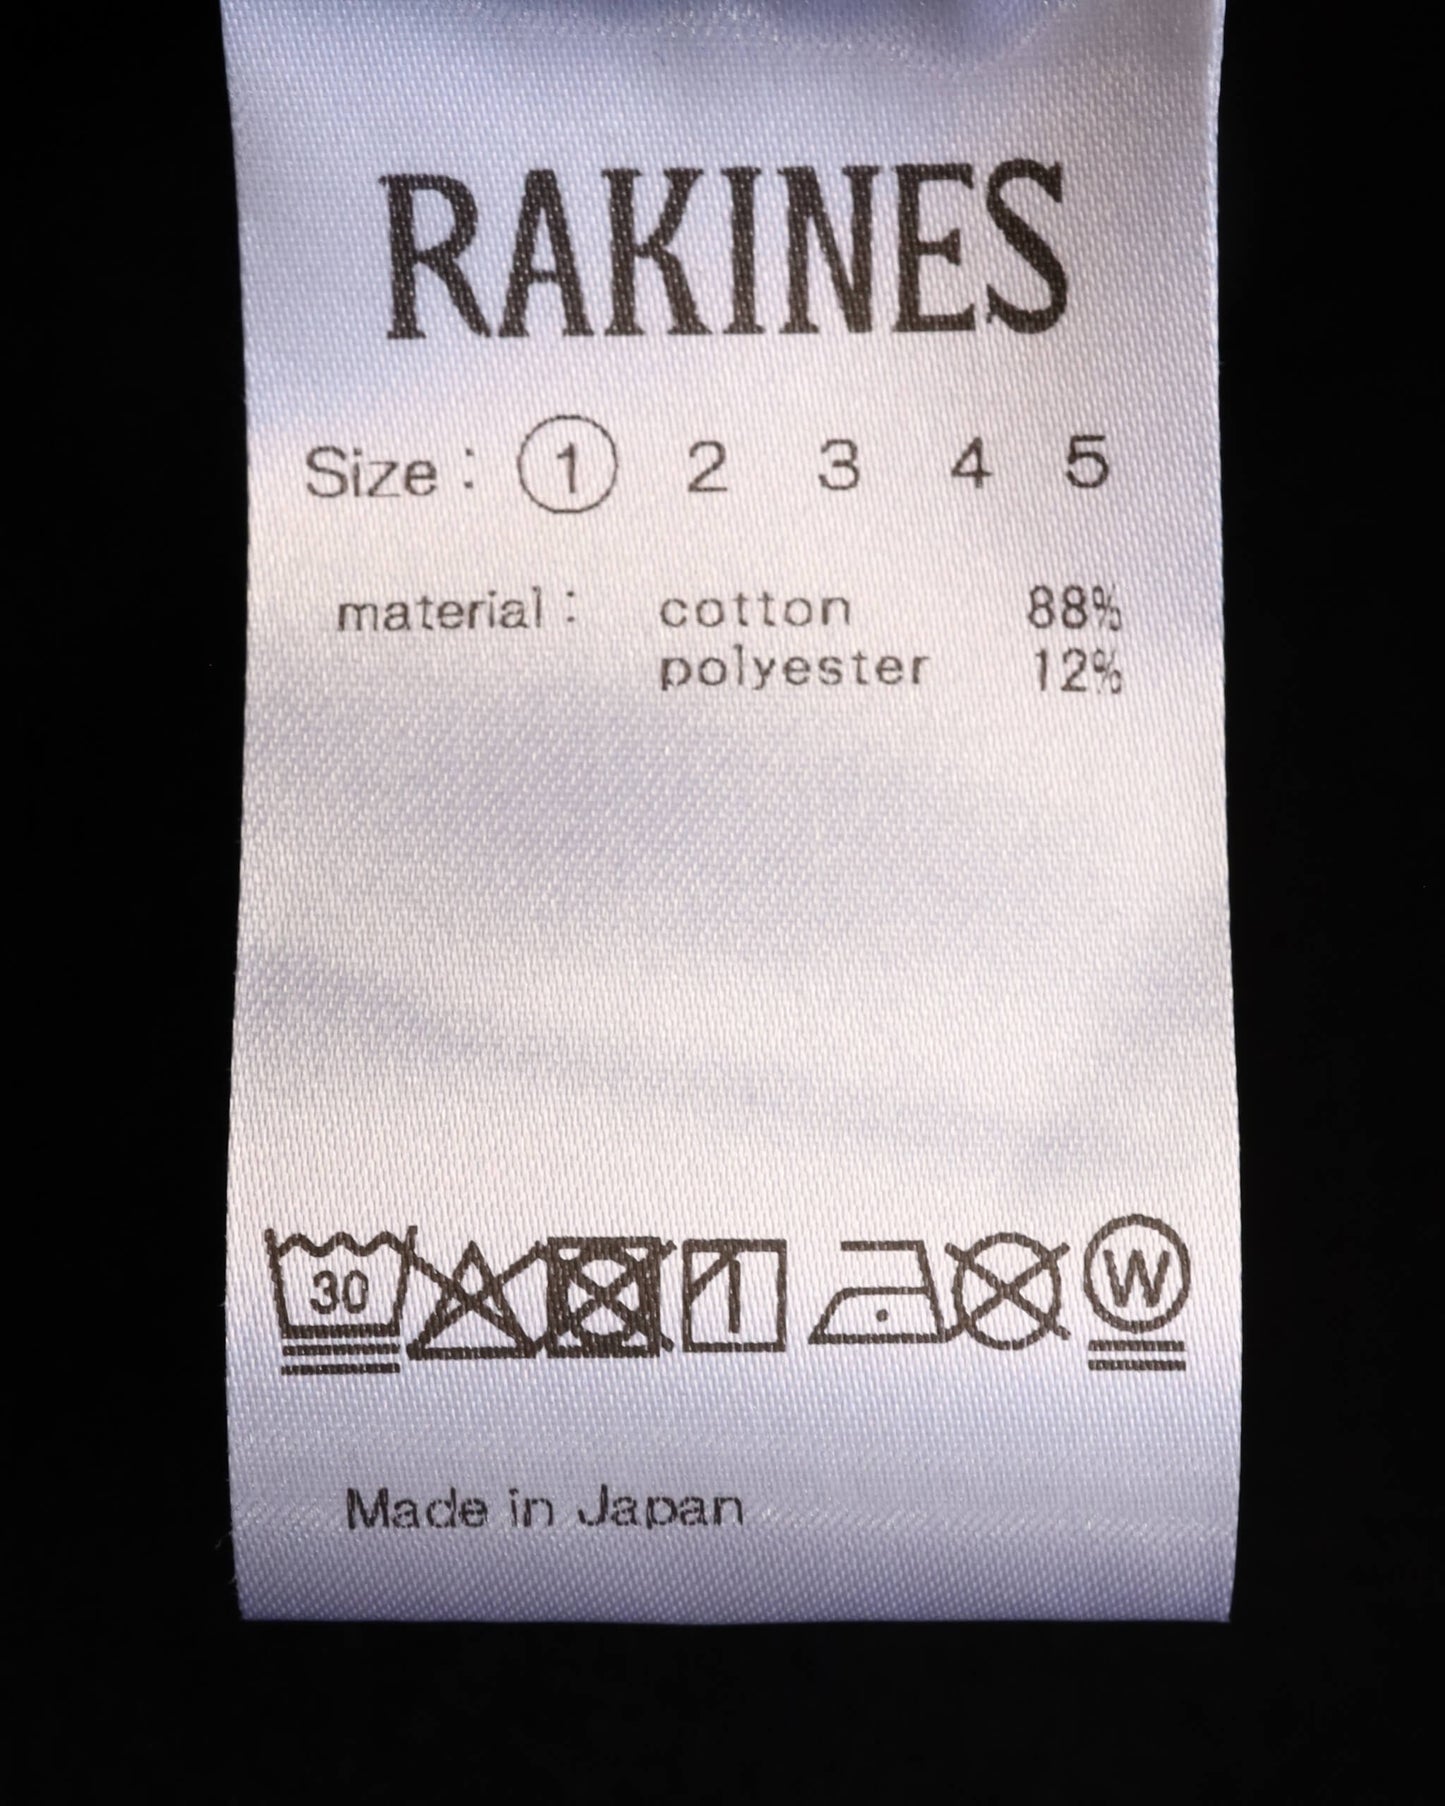 RAKINES
Size : 1 2 3 4 5
material : cotton 88%
polyester 12%
30 W
Made in Japan